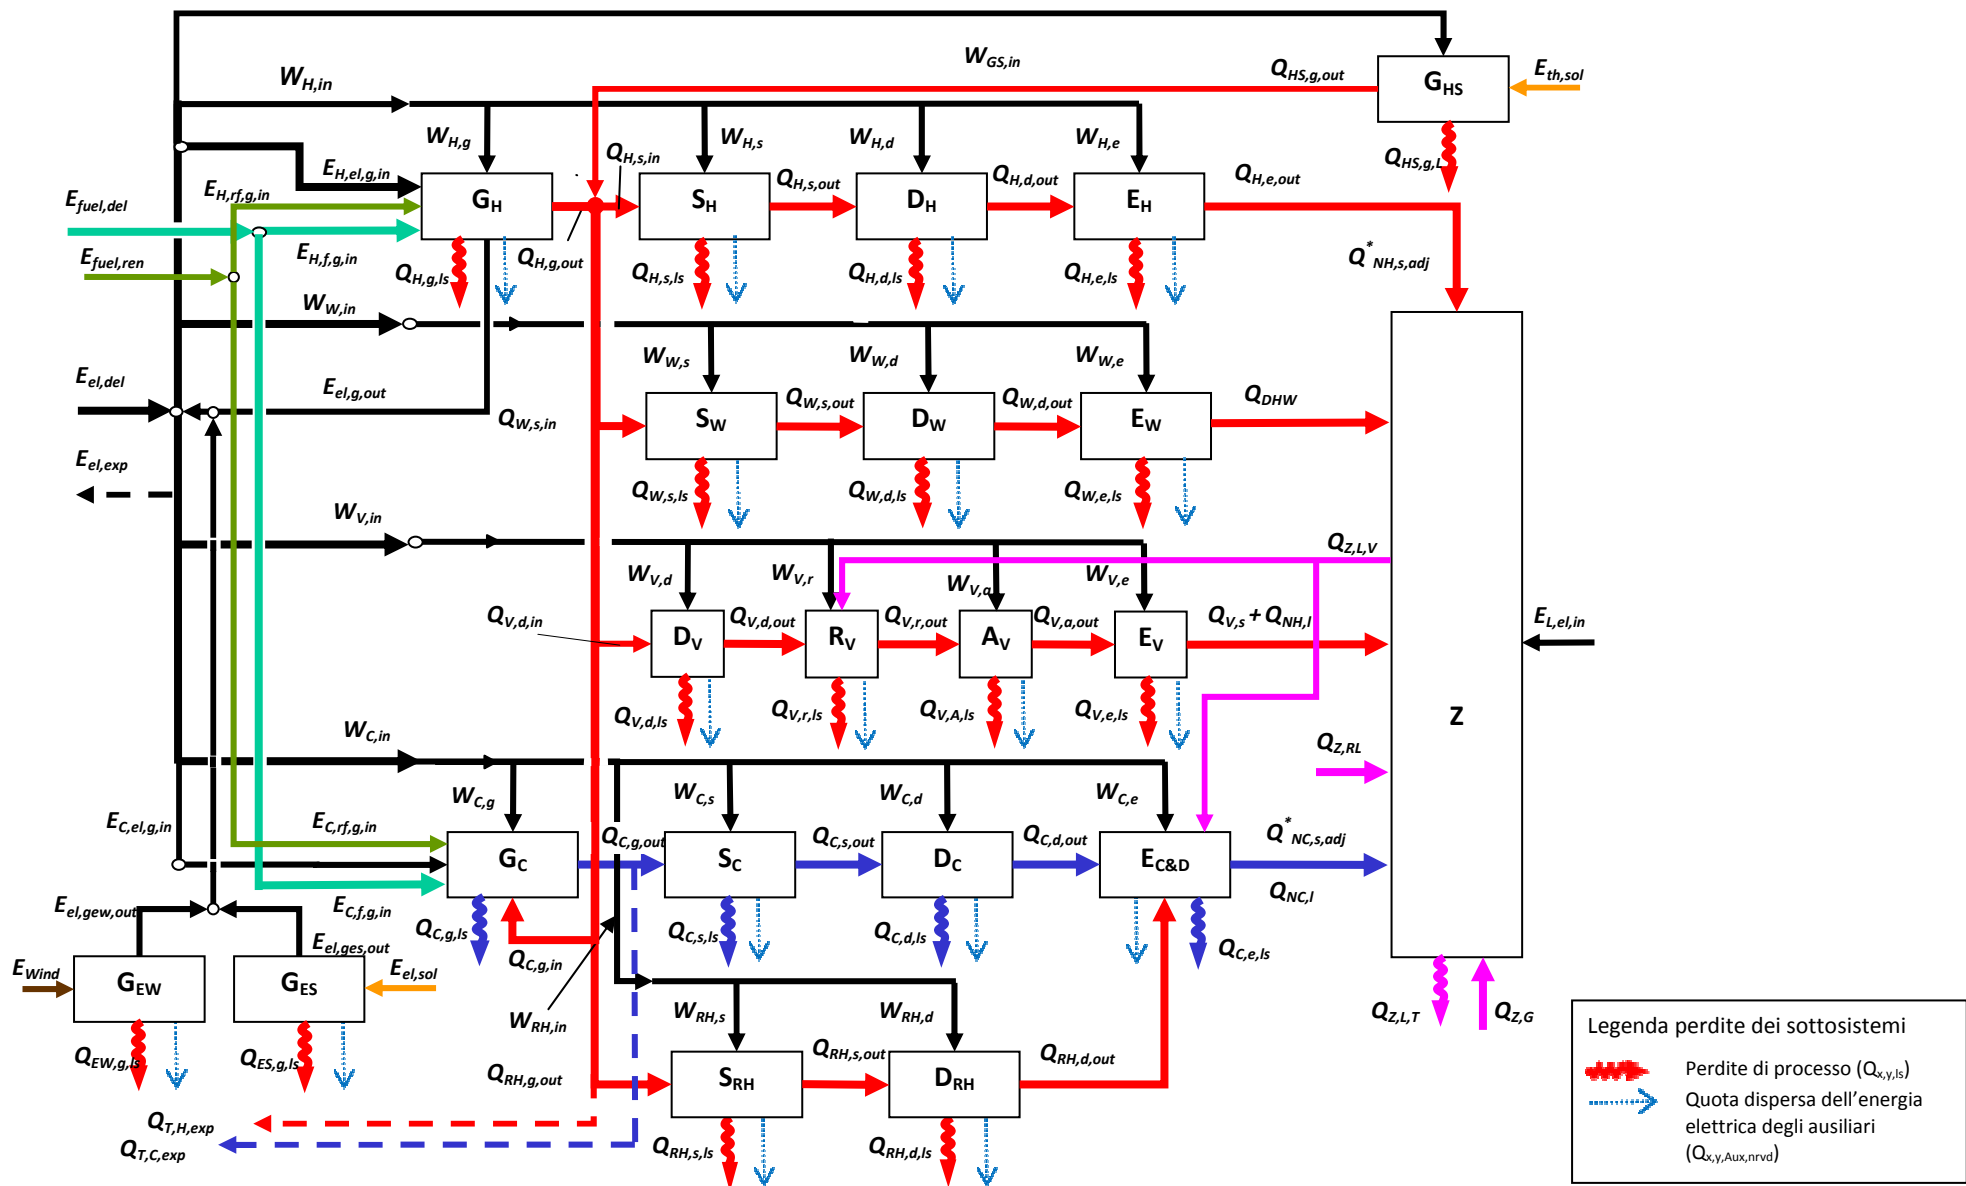 W_GS,in
Q_HS,g,out
G_HS
E_th,sol
W_H,in
W_H,g
W_H,s
W_H,d
W_H,e
Q_HS,g,L
E_H,el,g,in
Q_H,s,in
E_H,rf,g,in
G_H
S_H
Q_H,s,out
D_H
Q_H,d,out
E_H
Q_H,e,out
E_fuel,del
E_fuel,ren
E_H,f,g,in
Q_H,g,ls
Q_H,g,out
Q_H,s,ls
Q_H,d,ls
Q_H,e,ls
Q*_NH,s,adj
W_W,in
W_W,s
W_W,d
W_W,e
E_el,del
E_el,g,out
Q_W,s,in
S_W
Q_W,s,out
D_W
Q_W,d,out
E_W
Q_DHW
E_el,exp
Q_W,s,ls
Q_W,d,ls
Q_W,e,ls
W_V,in
W_V,d
W_V,r
W_V,a
W_V,e
Q_Z,L,V
Q_V,d,in
D_V
Q_V,d,out
R_V
Q_V,r,out
A_V
Q_V,a,out
E_V
Q_V,s + Q_NH,l
E_L,el,in
Q_V,d,ls
Q_V,r,ls
Q_V,A,ls
Q_V,e,ls
Z
W_C,in
Q_Z,RL
W_C,g
W_C,s
W_C,d
W_C,e
E_C,el,g,in
E_C,rf,g,in
G_C
Q_C,g,out
S_C
Q_C,s,out
D_C
Q_C,d,out
E_C&D
Q*_NC,s,adj
Q_NC,l
E_el,gew,out
E_C,f,g,in
E_el,ges,out
Q_C,g,ls
Q_C,g,in
Q_C,s,ls
Q_C,d,ls
Q_C,e,ls
E_Wind
G_EW
G_ES
E_el,sol
W_RH,in
W_RH,s
W_RH,d
Q_Z,L,T
Q_Z,G
Q_EW,g,ls
Q_ES,g,ls
Q_RH,g,out
S_RH
Q_RH,s,out
D_RH
Q_RH,d,out
Q_T,H,exp
Q_T,C,exp
Q_RH,s,ls
Q_RH,d,ls
Legenda perdite dei sottosistemi
Perdite di processo (Q_x,y,ls)
Quota dispersa dell'energia
elettrica degli ausiliari
(Q_x,y,Aux,nrvd)